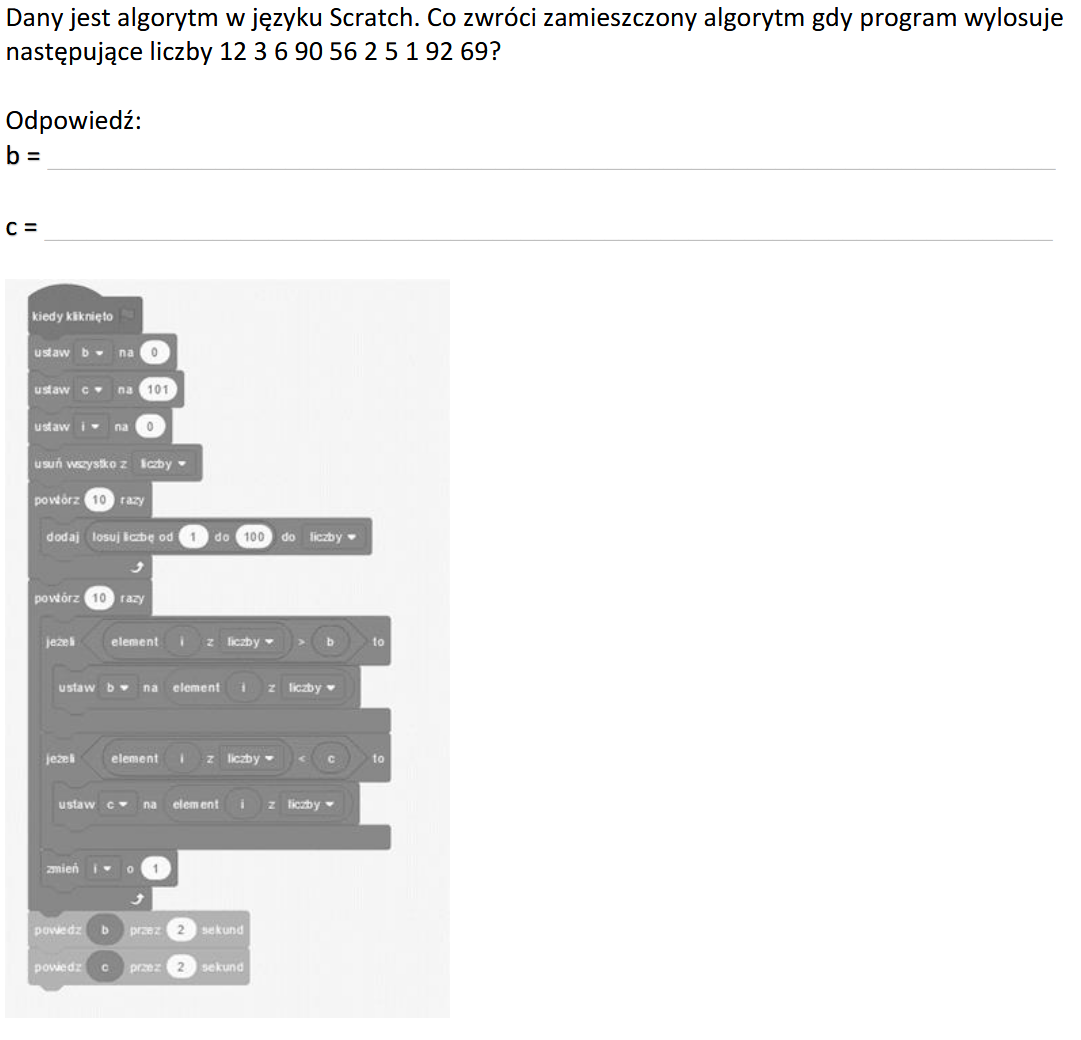 Dany jest algorytm w języku Scratch. Co zwróci zamieszczony algorytm gdy program wylosuje
następujące liczby 12 3 6 90 56 2 5 1 92 69?
Odpowiedź:
b =
c =
kiedy kliknięto
ustaw b na 0
ustaw c na 101
ustaw i na 0
usuń wszystko z liczby
powtórz 10 razy
dodaj losuj liczbę od 1 do 100 do liczby
powtórz 10 razy
jeżeli element i z liczby > b to
ustaw b na element i z liczby
jeżeli element i z liczby < c to
ustaw c na element i z liczby
zmień i o 1
powiedz b przez 2 sekund
powiedz c przez 2 sekund